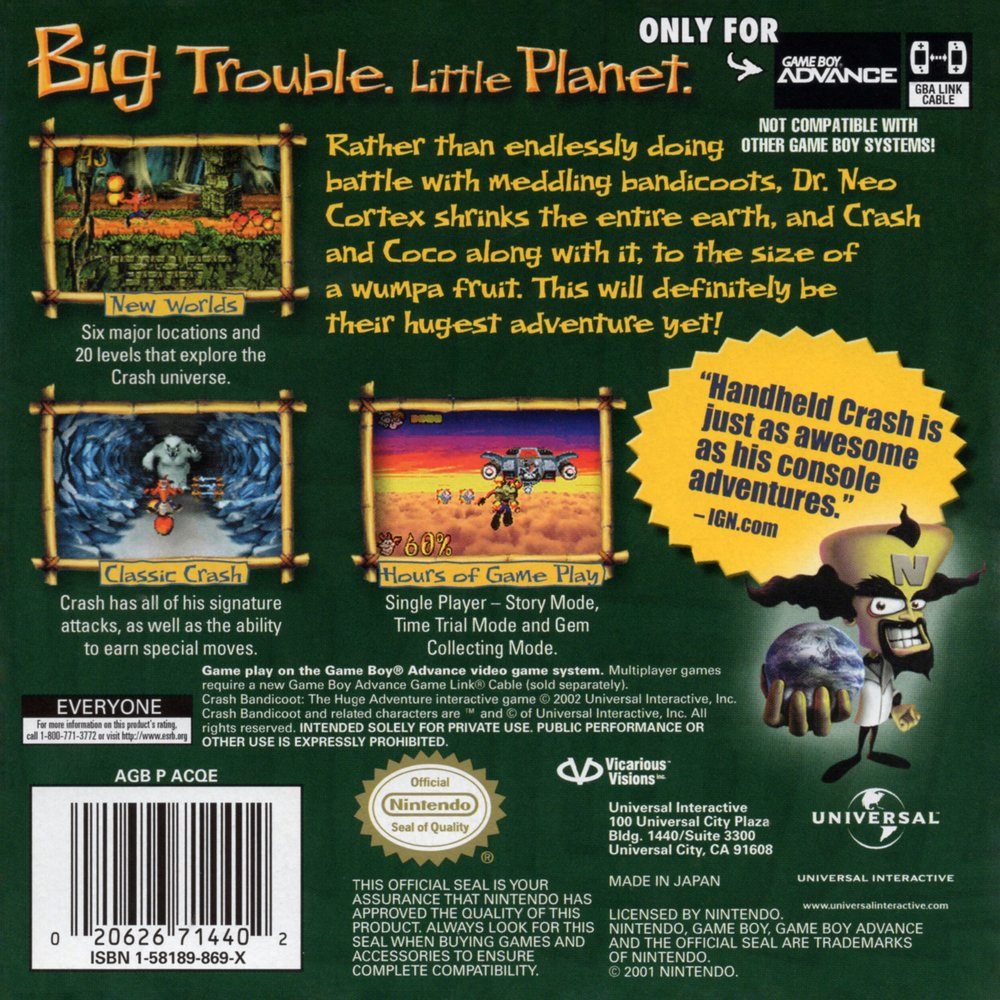 Big Trouble. Little Planet.
ONLY FOR
GAME BOY
ADVANCE
GBA LINK
CABLE
NOT COMPATIBLE WITH
OTHER GAME BOY SYSTEMS!
Rather than endlessly doing
battle with meddling bandicoots, Dr. Neo
Cortex shrinks the entire earth, and Crash
and Coco along with it, to the size of
a wumpa fruit. This will definitely be
their hugest adventure yet!
43
New Worlds
Six major locations and
20 levels that explore the
Crash universe.
"Handheld Crash is
just as awesome
as his console
adventures."
– IGN.com
N
Classic Crash
Crash has all of his signature
attacks, as well as the ability
to earn special moves.
60%
Hours of Game Play
Single Player – Story Mode,
Time Trial Mode and Gem
Collecting Mode.
Game play on the Game Boy® Advance video game system. Multiplayer games
require a new Game Boy Advance Game Link® Cable (sold separately).
Crash Bandicoot: The Huge Adventure interactive game © 2002 Universal Interactive, Inc.
Crash Bandicoot and related characters are ™ and © of Universal Interactive, Inc. All
rights reserved. INTENDED SOLELY FOR PRIVATE USE. PUBLIC PERFORMANCE OR
OTHER USE IS EXPRESSLY PROHIBITED.
EVERYONE
For more information on this product's rating,
call 1-800-771-3772 or visit http://www.esrb.org
AGB P ACQE
0 20626 71440 2
ISBN 1-58189-869-X
Official
Nintendo
Seal of Quality
®
THIS OFFICIAL SEAL IS YOUR
ASSURANCE THAT NINTENDO HAS
APPROVED THE QUALITY OF THIS
PRODUCT. ALWAYS LOOK FOR THIS
SEAL WHEN BUYING GAMES AND
ACCESSORIES TO ENSURE
COMPLETE COMPATIBILITY.
Vicarious™
Visions inc.
Universal Interactive
100 Universal City Plaza
Bldg. 1440/Suite 3300
Universal City, CA 91608
MADE IN JAPAN
LICENSED BY NINTENDO.
NINTENDO, GAME BOY, GAME BOY ADVANCE
AND THE OFFICIAL SEAL ARE TRADEMARKS
OF NINTENDO.
© 2001 NINTENDO.
UNIVERSAL
UNIVERSAL INTERACTIVE
www.universalinteractive.com